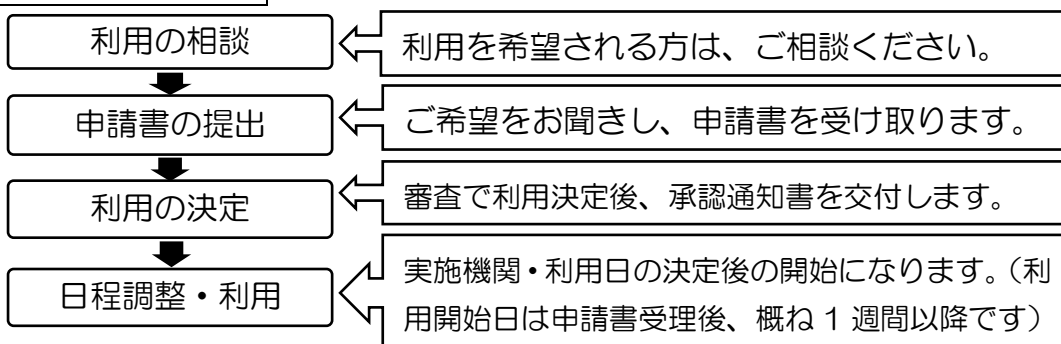 利用の相談
利用を希望される方は、ご相談ください。
申請書の提出
ご希望をお聞きし、申請書を受け取ります。
利用の決定
審査で利用決定後、承認通知書を交付します。
日程調整・利用
実施機関・利用日の決定後の開始になります。（利
用開始日は申請書受理後、概ね 1 週間以降です）